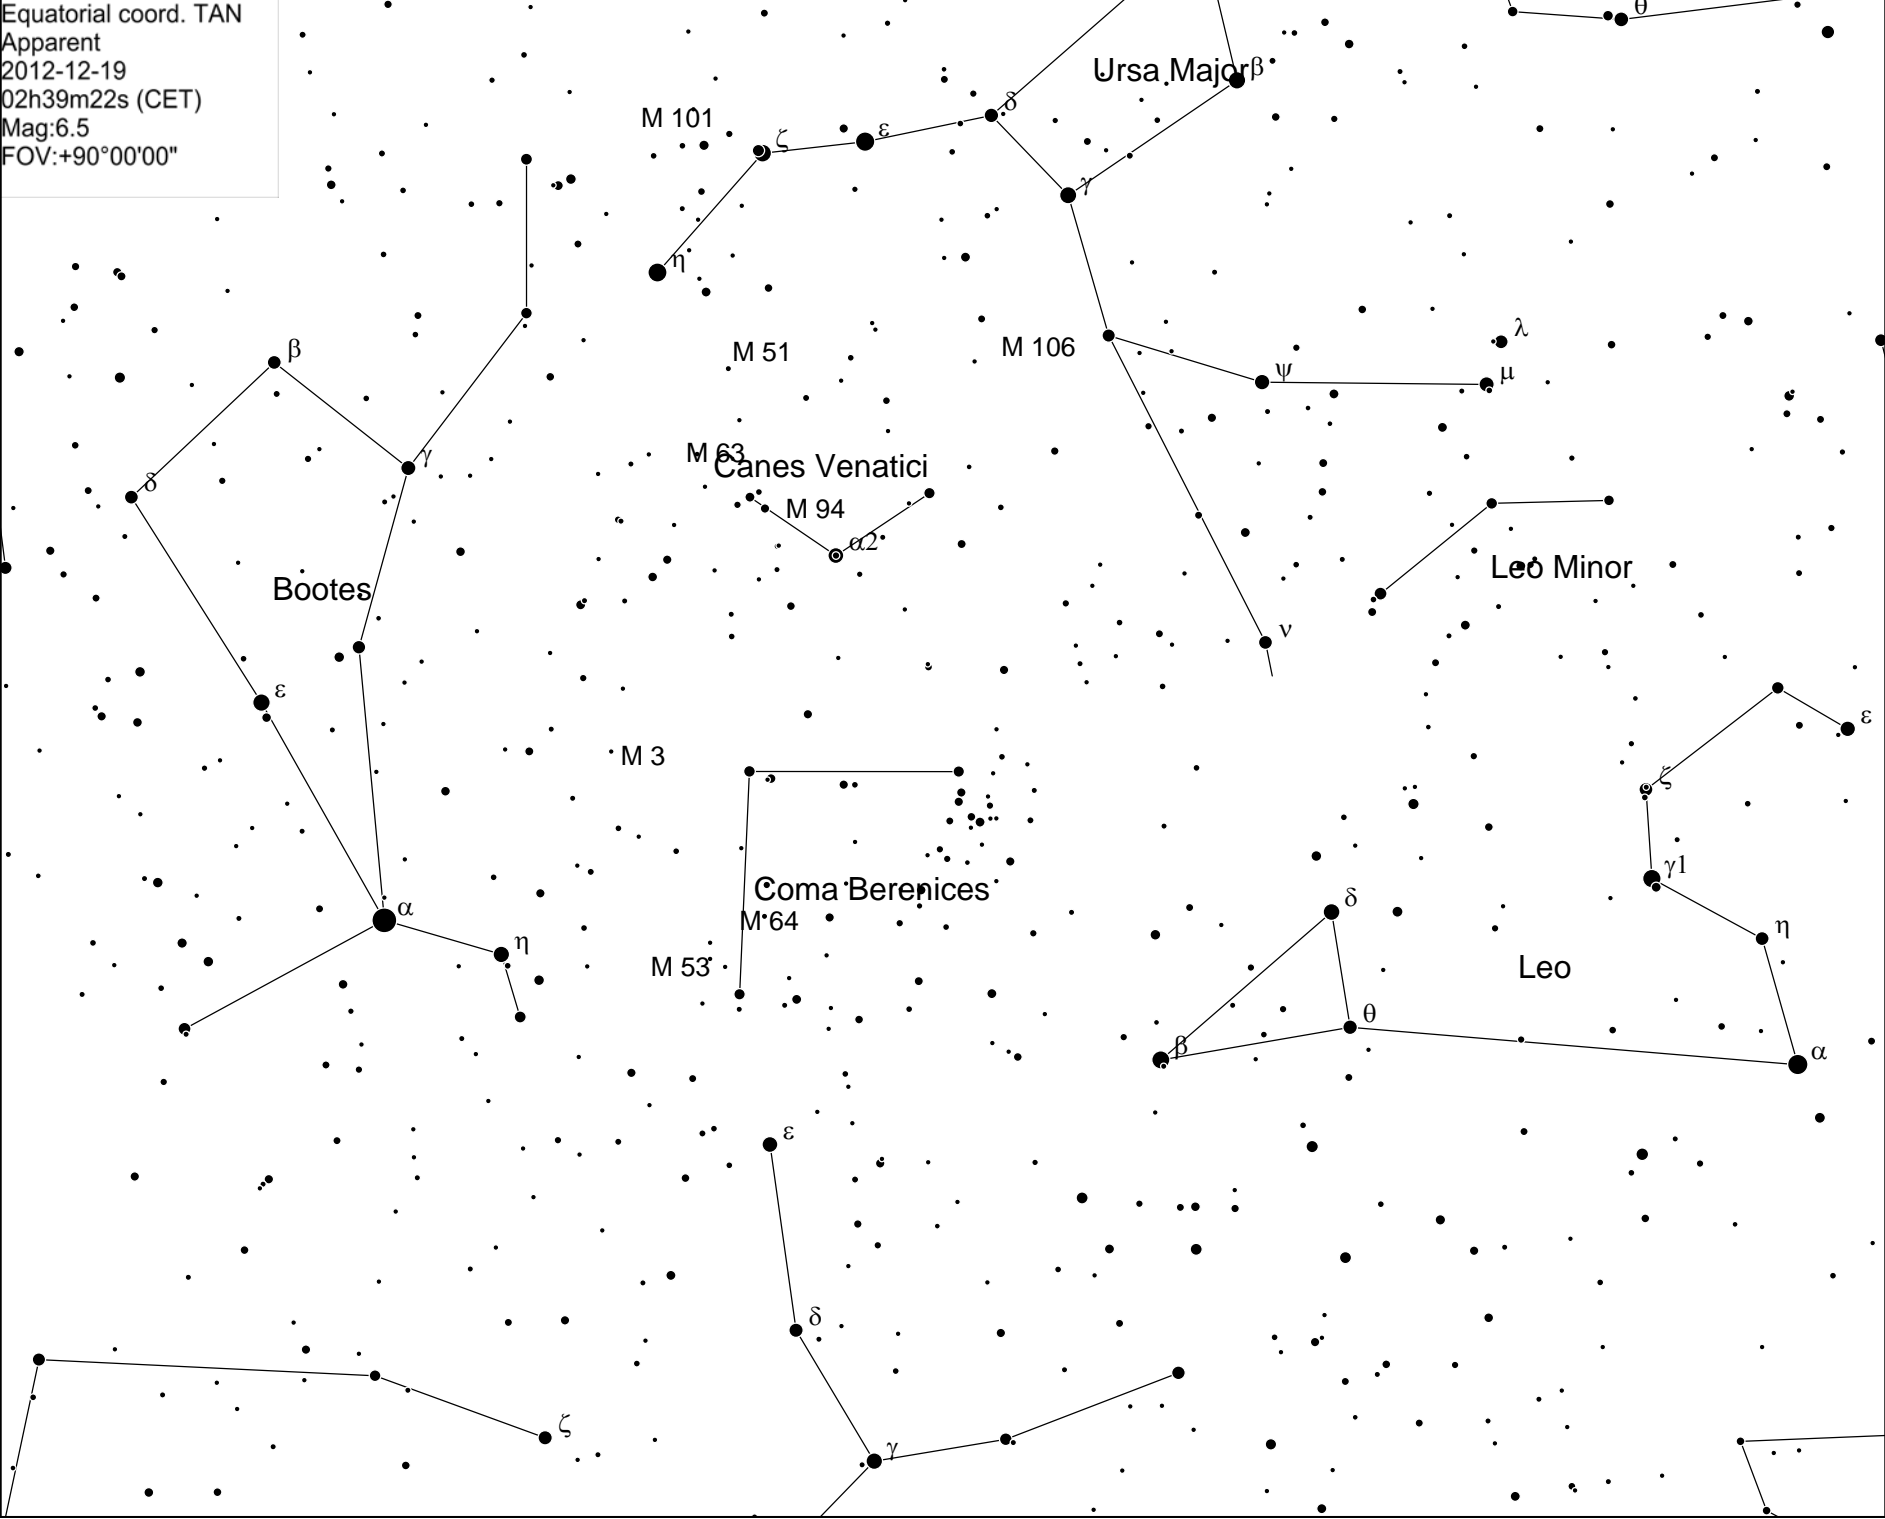 Equatorial coord. TAN
Apparent
2012-12-19
02h39m22s (CET)
Mag:6.5
FOV:+90°00'00"
θ
Ursa Major
β
δ
M 101
ζ
ε
γ
η
λ
M 51
M 106
β
ψ
μ
M 63
γ
Canes Venatici
δ
M 94
α2
Leo Minor
Bootes
ν
ε
ε
M 3
ζ
γ1
Coma Berenices
δ
α
M 64
η
η
M 53
Leo
θ
β
α
ε
δ
ζ
γ